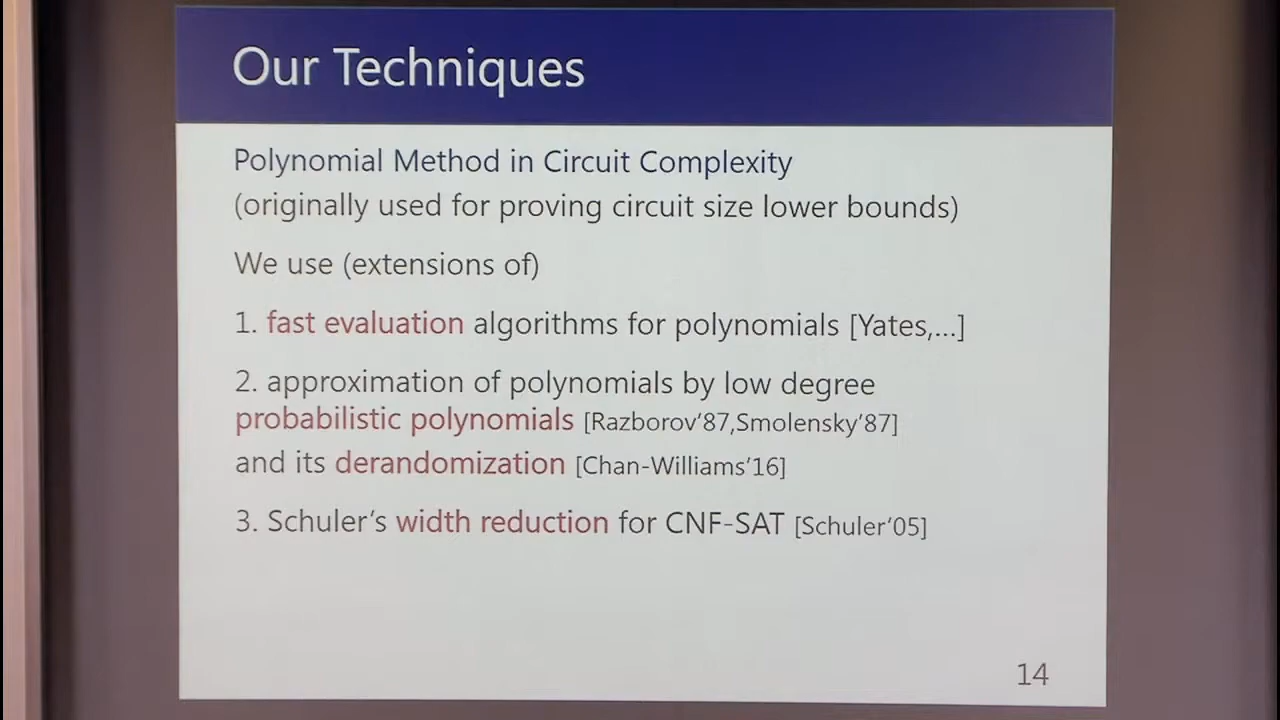 Our Techniques
Polynomial Method in Circuit Complexity
(originally used for proving circuit size lower bounds)
We use (extensions of)
1. fast evaluation algorithms for polynomials [Yates,...]
2. approximation of polynomials by low degree
probabilistic polynomials [Razborov'87,Smolensky'87]
and its derandomization [Chan-Williams'16]
3. Schuler's width reduction for CNF-SAT [Schuler'05]
14